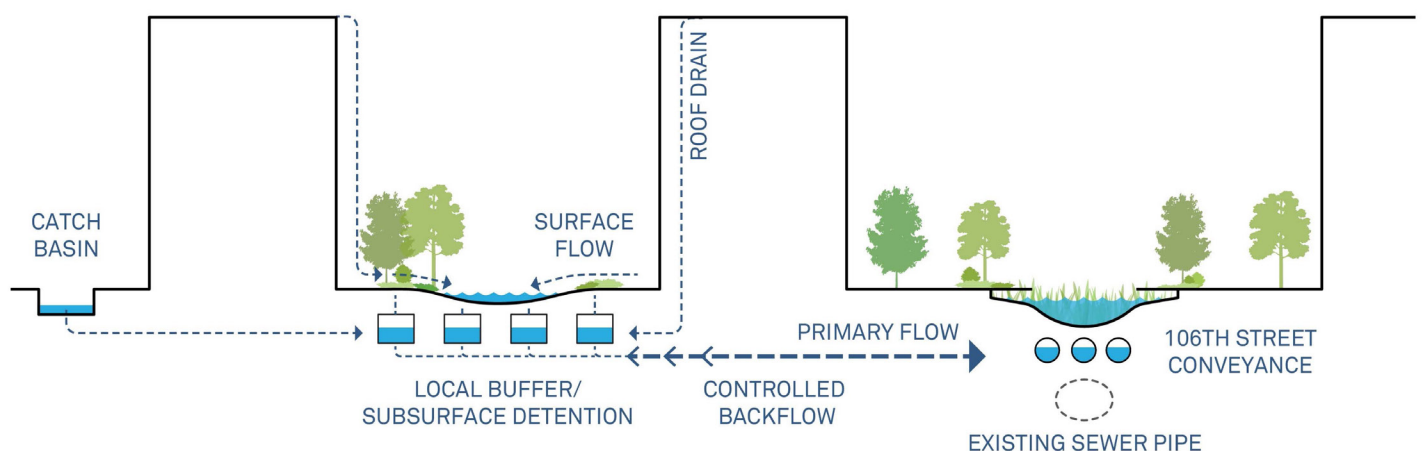 CATCH
BASIN
SURFACE
FLOW
ROOF DRAIN
LOCAL BUFFER/
SUBSURFACE DETENTION
PRIMARY FLOW
CONTROLLED
BACKFLOW
106TH STREET
CONVEYANCE
EXISTING SEWER PIPE